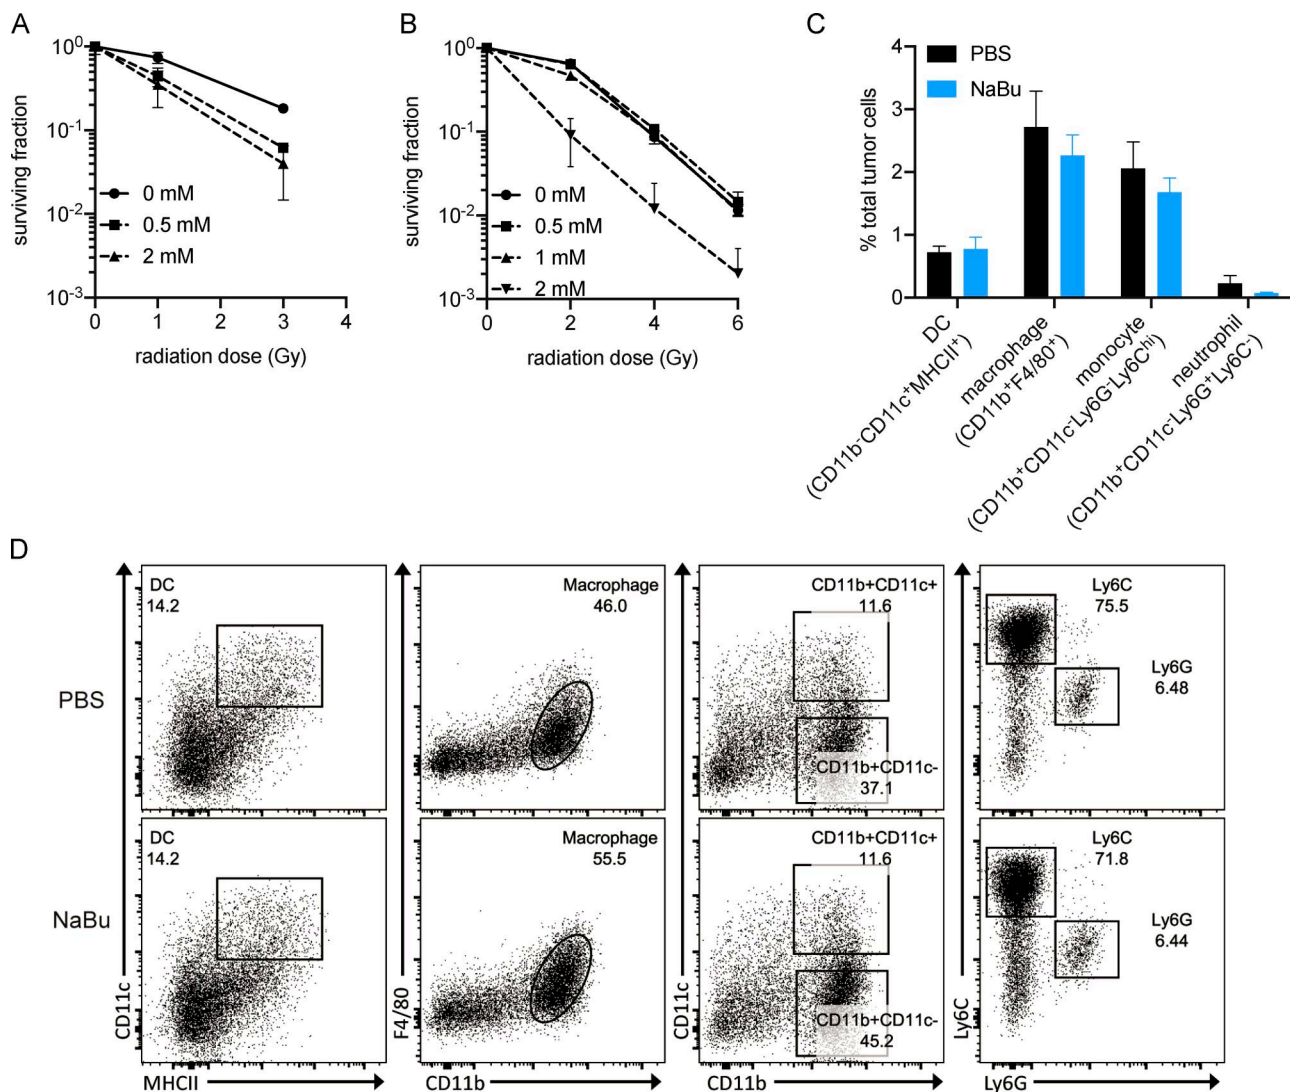 A
10⁰
10⁻¹
10⁻²
10⁻³
surviving fraction
0 mM
0.5 mM
2 mM
0 1 2 3 4
radiation dose (Gy)
B
10⁰
10⁻¹
10⁻²
10⁻³
surviving fraction
0 mM
0.5 mM
1 mM
2 mM
0 2 4 6
radiation dose (Gy)
C
4
3
2
1
0
% total tumor cells
PBS
NaBu
DC
(CD11b⁻CD11c⁺MHCII⁺)
macrophage
(CD11b⁺F4/80⁺)
monocyte
(CD11b⁺CD11c⁻Ly6G⁻Ly6Cʰⁱ)
neutrophil
(CD11b⁺CD11c⁻Ly6G⁺Ly6C⁻)
D
PBS
DC
14.2
Macrophage
46.0
CD11b+CD11c+
11.6
CD11b+CD11c-
37.1
Ly6C
75.5
Ly6G
6.48
NaBu
DC
14.2
Macrophage
55.5
CD11b+CD11c+
11.6
CD11b+CD11c-
45.2
Ly6C
71.8
Ly6G
6.44
CD11c
MHCII
F4/80
CD11b
CD11c
CD11b
Ly6C
Ly6G